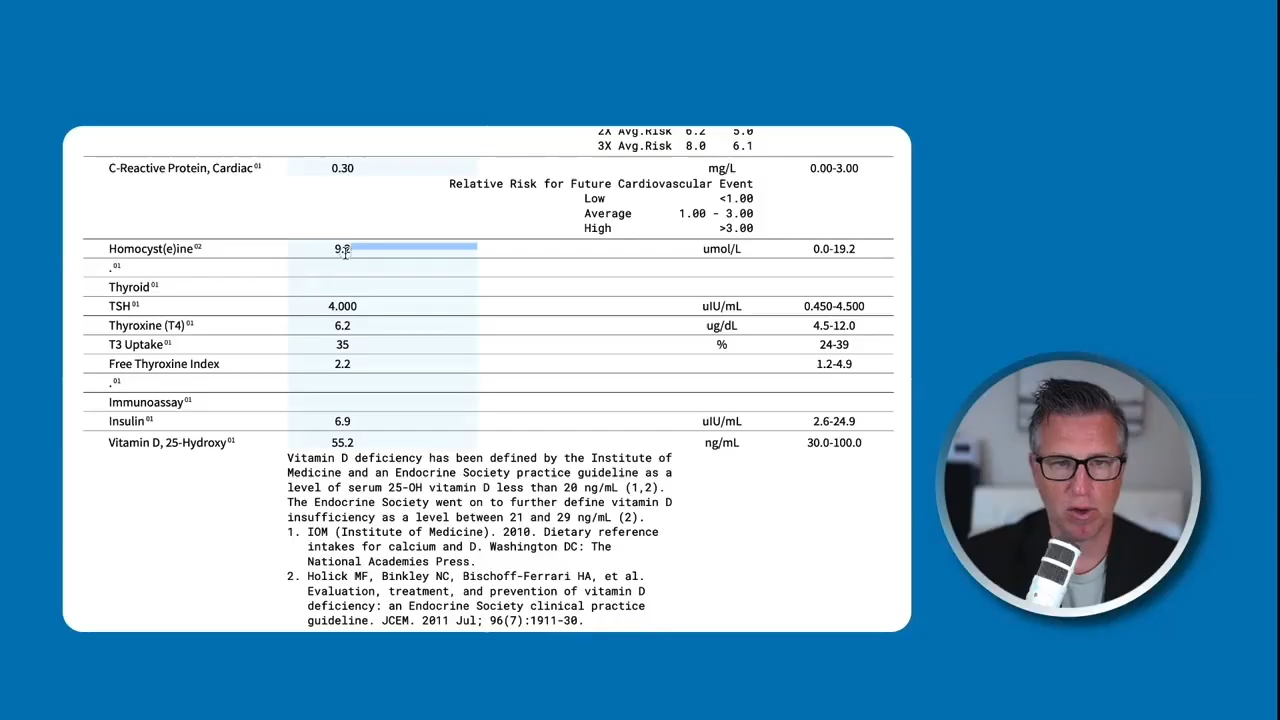 2X Avg.Risk 6.2 5.0
3X Avg.Risk 8.0 6.1
C-Reactive Protein, Cardiac 01 0.30 mg/L 0.00-3.00
Relative Risk for Future Cardiovascular Event
Low <1.00
Average 1.00 - 3.00
High >3.00
Homocyst(e)ine 02 umol/L 0.0-19.2
. 01
Thyroid 01
TSH 01 4.000 uIU/mL 0.450-4.500
Thyroxine (T4) 01 6.2 ug/dL 4.5-12.0
T3 Uptake 01 35 % 24-39
Free Thyroxine Index 2.2 1.2-4.9
. 01
Immunoassay 01
Insulin 01 6.9 uIU/mL 2.6-24.9
Vitamin D, 25-Hydroxy 01 55.2 ng/mL 30.0-100.0
Vitamin D deficiency has been defined by the Institute of
Medicine and an Endocrine Society practice guideline as a
level of serum 25-OH vitamin D less than 20 ng/mL (1,2).
The Endocrine Society went on to further define vitamin D
insufficiency as a level between 21 and 29 ng/mL (2).
1. IOM (Institute of Medicine). 2010. Dietary reference
intakes for calcium and D. Washington DC: The
National Academies Press.
2. Holick MF, Binkley NC, Bischoff-Ferrari HA, et al.
Evaluation, treatment, and prevention of vitamin D
deficiency: an Endocrine Society clinical practice
guideline. JCEM. 2011 Jul; 96(7):1911-30.